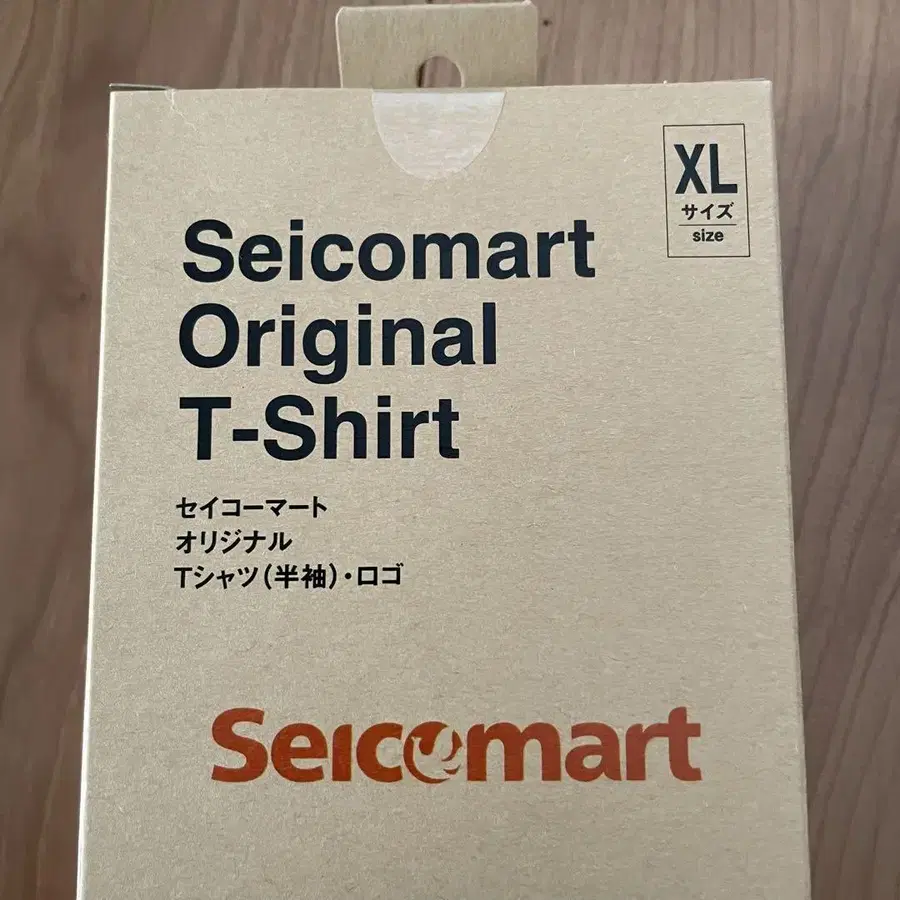 XL
サイズ
size
Seicomart
Original
T-Shirt
セイコーマート
オリジナル
Tシャツ(半袖)・ロゴ
Seicomart